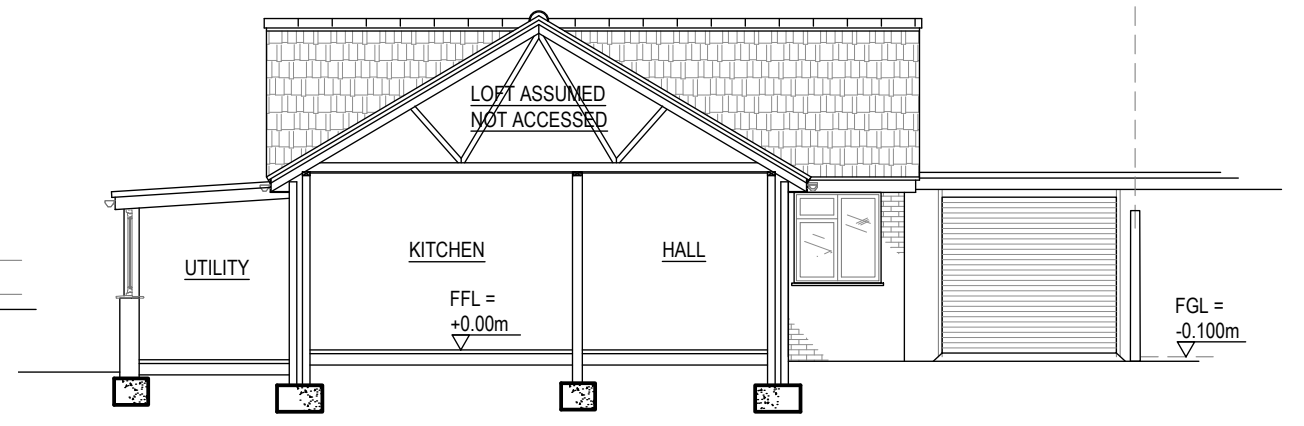 LOFT ASSUMED
NOT ACCESSED
UTILITY
KITCHEN
HALL
FFL =
+0.00m
FGL =
-0.100m